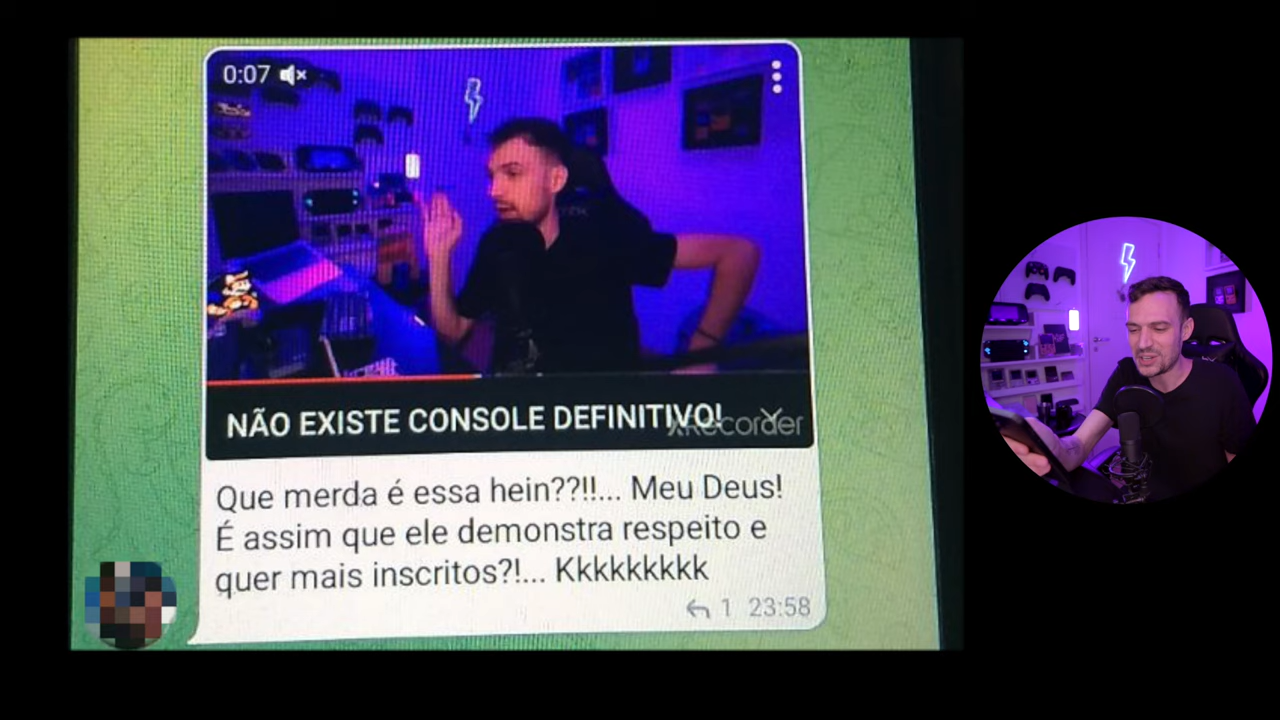 0:07
NÃO EXISTE CONSOLE DEFINITIVO!
XRecorder
Que merda é essa hein??!!... Meu Deus!
É assim que ele demonstra respeito e
quer mais inscritos?!... Kkkkkkkkk
1 23:58